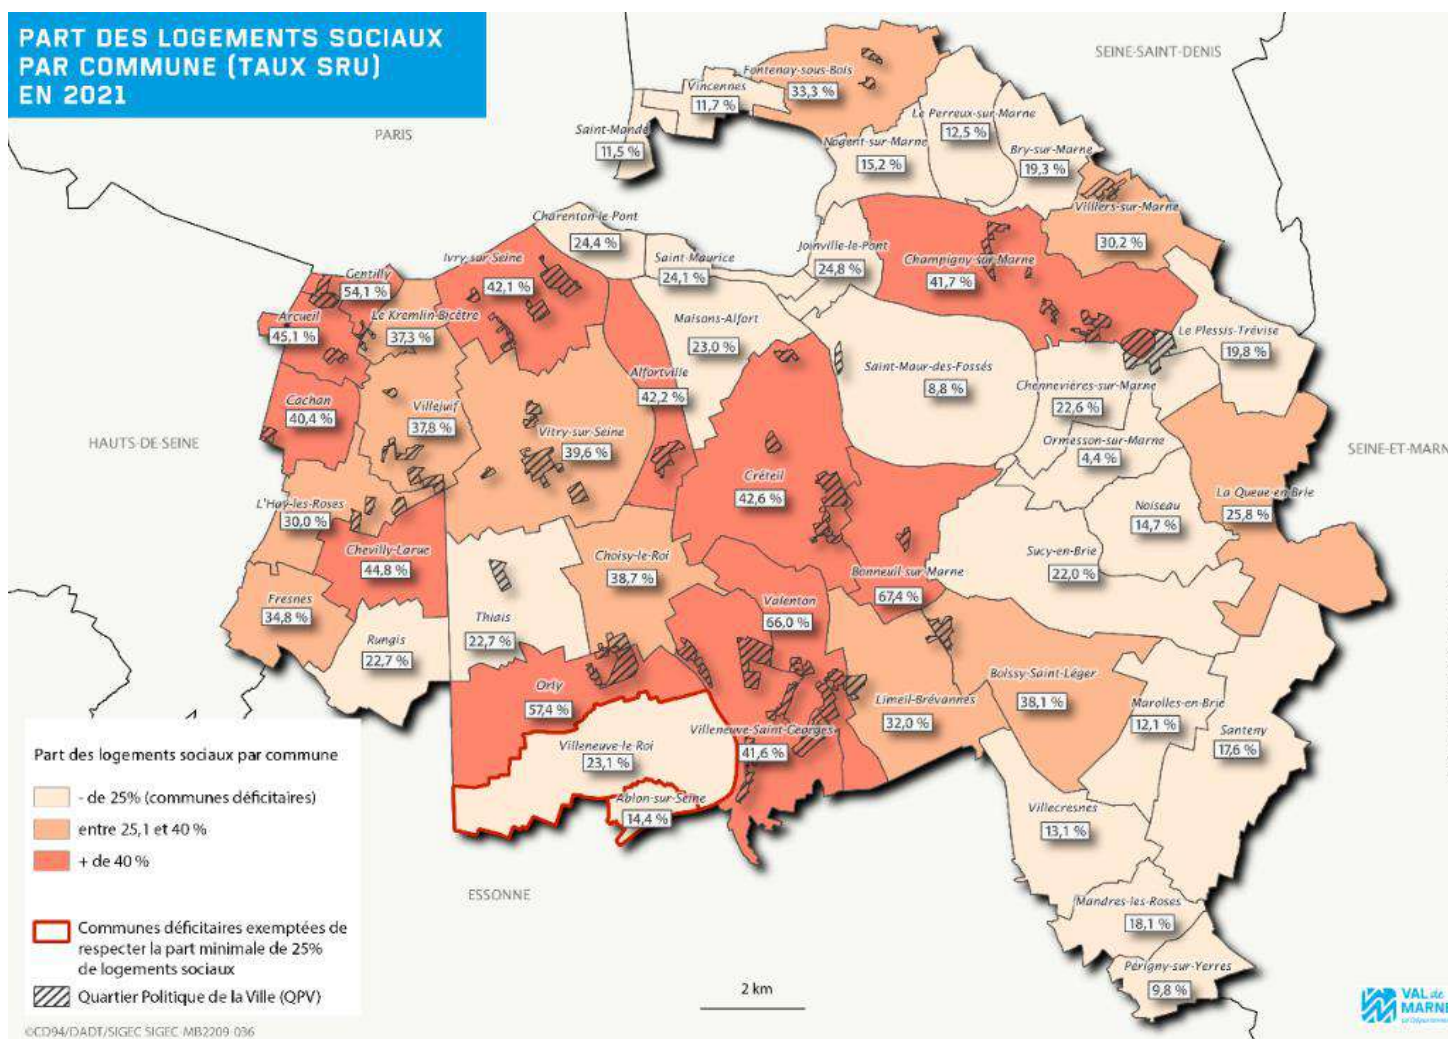 PART DES LOGEMENTS SOCIAUX
PAR COMMUNE (TAUX SRU)
EN 2021
SEINE-SAINT-DENIS
PARIS
HAUTS-DE-SEINE
SEINE-ET-MARN
ESSONNE
Fontenay-sous-Bois
33,3 %
Vincennes
11,7 %
Saint-Mandé
11,5 %
Le Perreux-sur-Marne
12,5 %
Nogent-sur-Marne
15,2 %
Bry-sur-Marne
19,3 %
Villiers-sur-Marne
30,2 %
Charenton-le-Pont
24,4 %
Saint-Maurice
24,1 %
Joinville-le-Pont
24,8 %
Champigny-sur-Marne
41,7 %
Ivry-sur-Seine
42,1 %
Gentilly
54,1 %
Arcueil
45,1 %
Le Kremlin-Bicêtre
37,3 %
Maisons-Alfort
23,0 %
Le Plessis-Trévise
19,8 %
Saint-Maur-des-Fossés
8,8 %
Alfortville
42,2 %
Chennevières-sur-Marne
22,6 %
Cachan
40,4 %
Villejuif
37,8 %
Vitry-sur-Seine
39,6 %
Ormesson-sur-Marne
4,4 %
Créteil
42,6 %
La Queue-en-Brie
25,8 %
Noiseau
14,7 %
L'Haÿ-les-Roses
30,0 %
Chevilly-Larue
44,8 %
Choisy-le-Roi
38,7 %
Sucy-en-Brie
22,0 %
Bonneuil-sur-Marne
67,4 %
Fresnes
34,8 %
Thiais
22,7 %
Valenton
66,0 %
Rungis
22,7 %
Orly
57,4 %
Boissy-Saint-Léger
38,1 %
Limeil-Brévannes
32,0 %
Marolles-en-Brie
12,1 %
Santeny
17,6 %
Villeneuve-Saint-Georges
41,6 %
Villeneuve-le-Roi
23,1 %
Ablon-sur-Seine
14,4 %
Villecresnes
13,1 %
Mandres-les-Roses
18,1 %
Périgny-sur-Yerres
9,8 %
Part des logements sociaux par commune
- de 25% (communes déficitaires)
entre 25,1 et 40 %
+ de 40 %
Communes déficitaires exemptées de
respecter la part minimale de 25%
de logements sociaux
Quartier Politique de la Ville (QPV)
2 km
©CD94/DADT/SIGEC SIGEC-MB2209-036
VAL de
MARNE